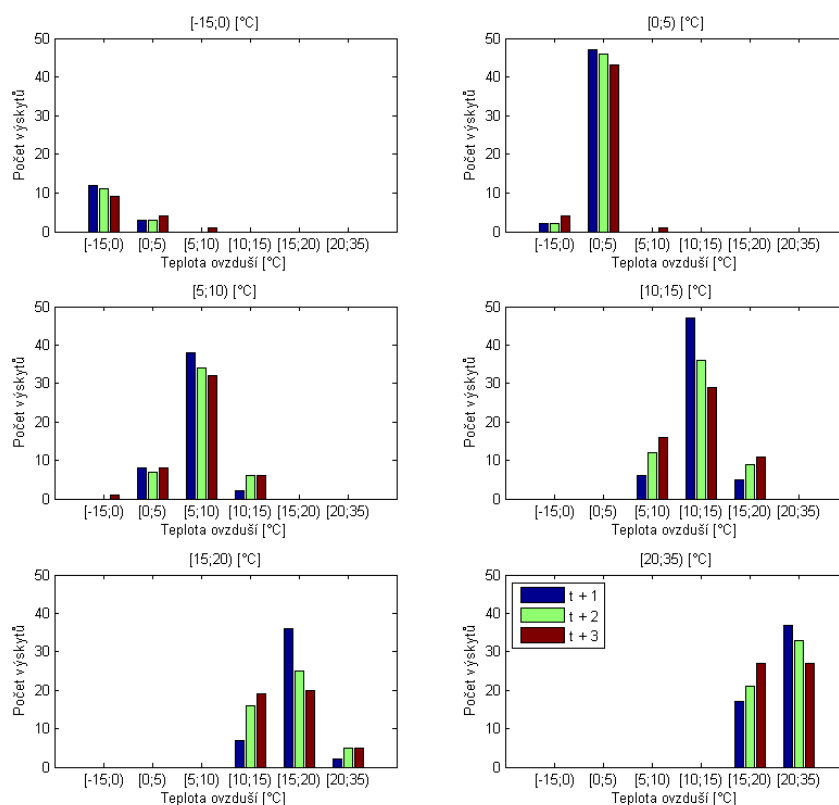 [-15;0) [°C]
50
40
30
20
10
0
Počet výskytů
[-15;0) [0;5) [5;10) [10;15) [15;20) [20;35)
Teplota ovzduší [°C]
[0;5) [°C]
50
40
30
20
10
0
Počet výskytů
[-15;0) [0;5) [5;10) [10;15) [15;20) [20;35)
Teplota ovzduší [°C]
[5;10) [°C]
50
40
30
20
10
0
Počet výskytů
[-15;0) [0;5) [5;10) [10;15) [15;20) [20;35)
Teplota ovzduší [°C]
[10;15) [°C]
50
40
30
20
10
0
Počet výskytů
[-15;0) [0;5) [5;10) [10;15) [15;20) [20;35)
Teplota ovzduší [°C]
[15;20) [°C]
50
40
30
20
10
0
Počet výskytů
[-15;0) [0;5) [5;10) [10;15) [15;20) [20;35)
Teplota ovzduší [°C]
[20;35) [°C]
50
40
30
20
10
0
Počet výskytů
t + 1
t + 2
t + 3
[-15;0) [0;5) [5;10) [10;15) [15;20) [20;35)
Teplota ovzduší [°C]